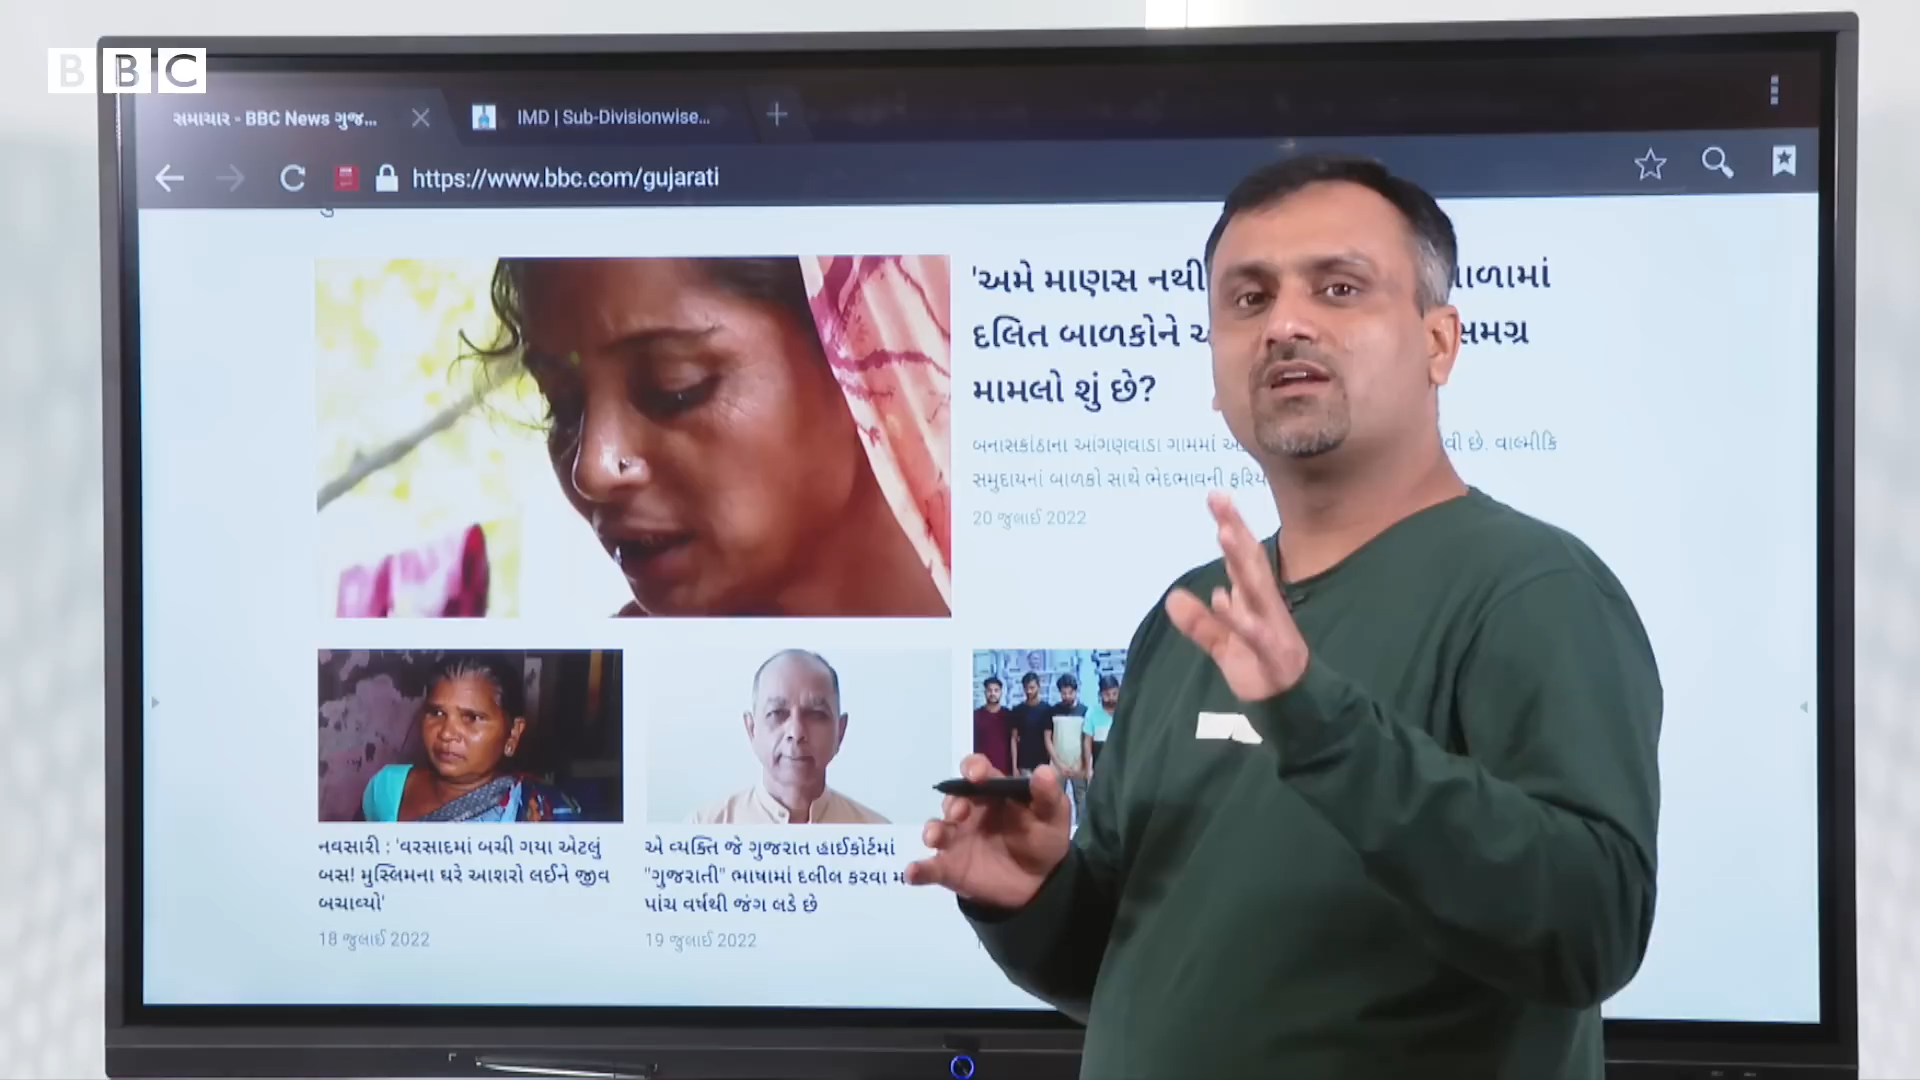 BBC
સમાચાર - BBC News ગુજ...
IMD | Sub-Divisionwise...
https://www.bbc.com/gujarati
'અમે માણસ નથી
દલિત બાળકોને સમગ્ર
મામલો શું છે?
બનાસકાંઠાના આંગણવાડા ગામમાં છે. વાલ્મીકિ
સમુદાયનાં બાળકો સાથે ભેદભાવની
20 જુલાઈ 2022
નવસારી : 'વરસાદમાં બચી ગયા એટલું
બસ! મુસ્લિમના ઘરે આશરો લઈને જીવ
બચાવ્યો'
18 જુલાઈ 2022
એ વ્યક્તિ જે ગુજરાત હાઈકોર્ટમાં
"ગુજરાતી" ભાષામાં દલીલ કરવા
પાંચ વર્ષથી જંગ લડે છે
19 જુલાઈ 2022